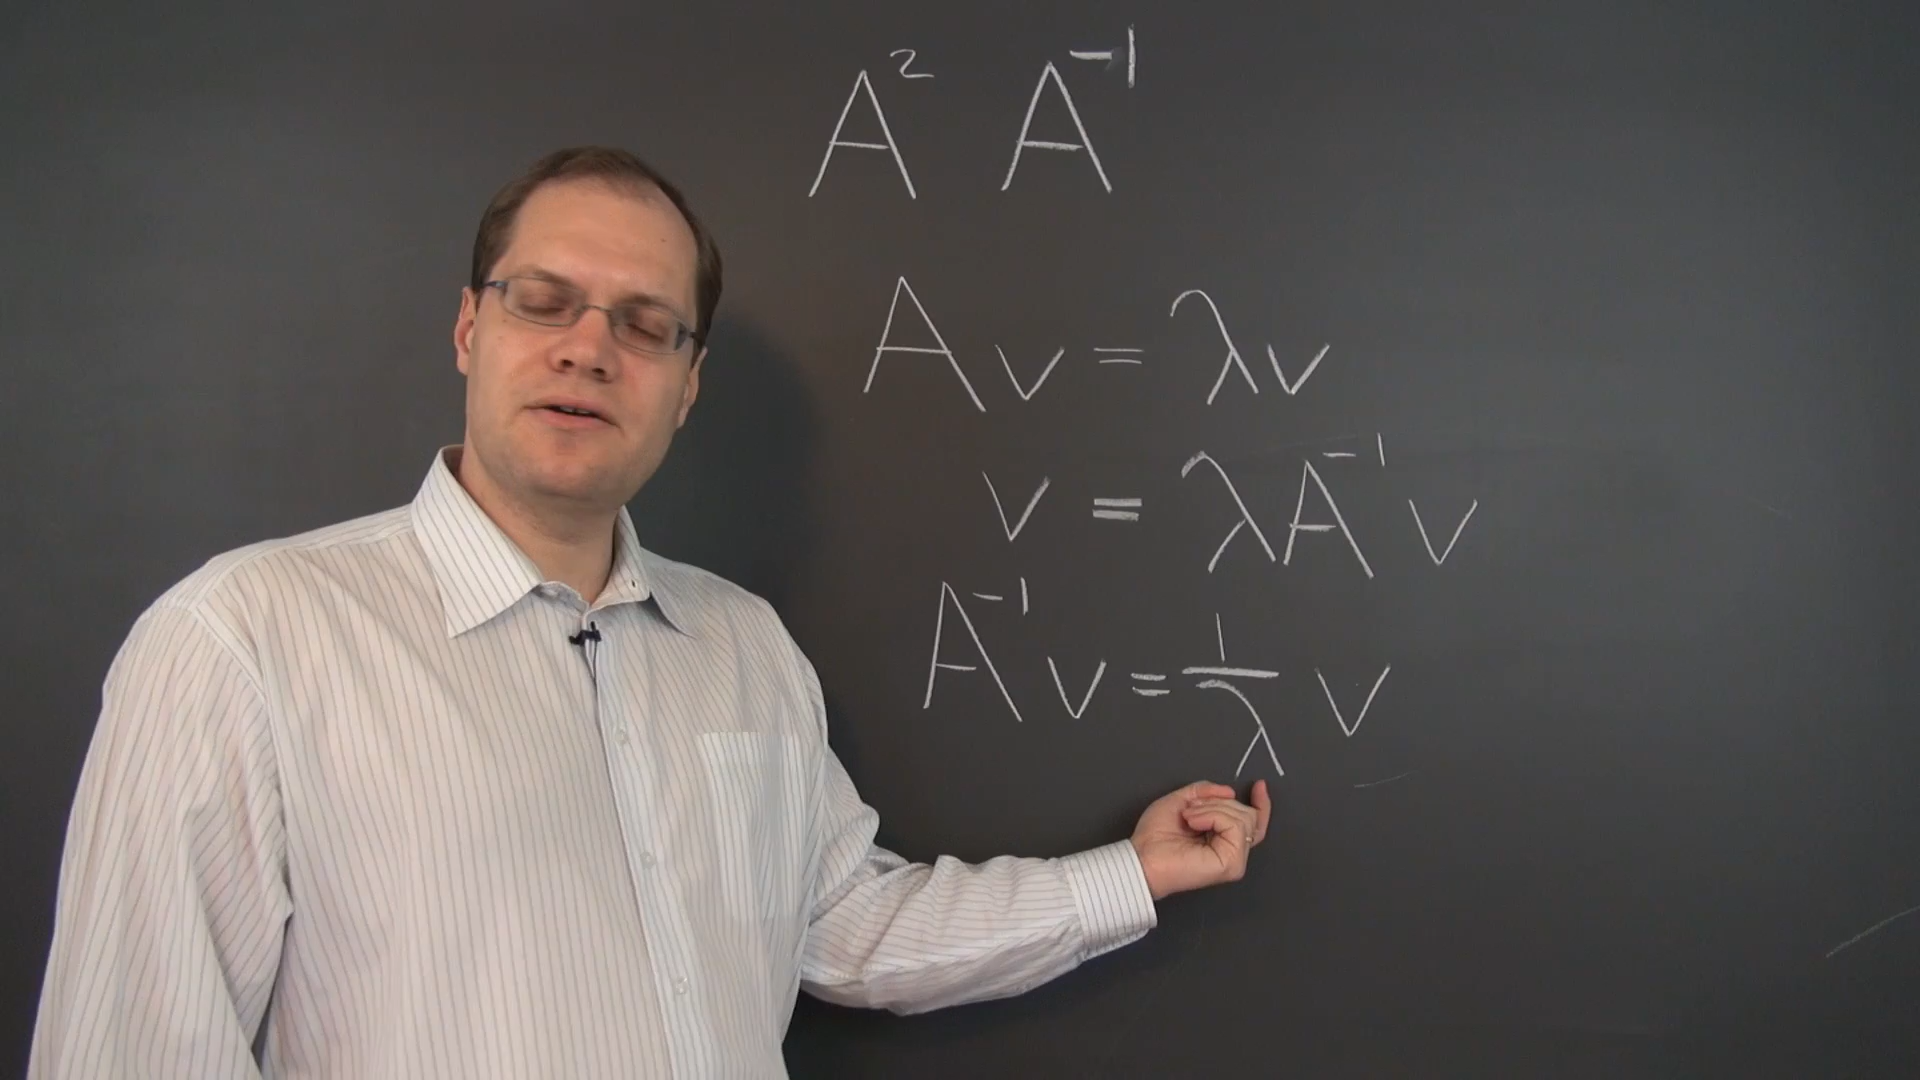 A² A⁻¹
Av = λv
v = λA⁻¹v
A⁻¹v = 1/λ v